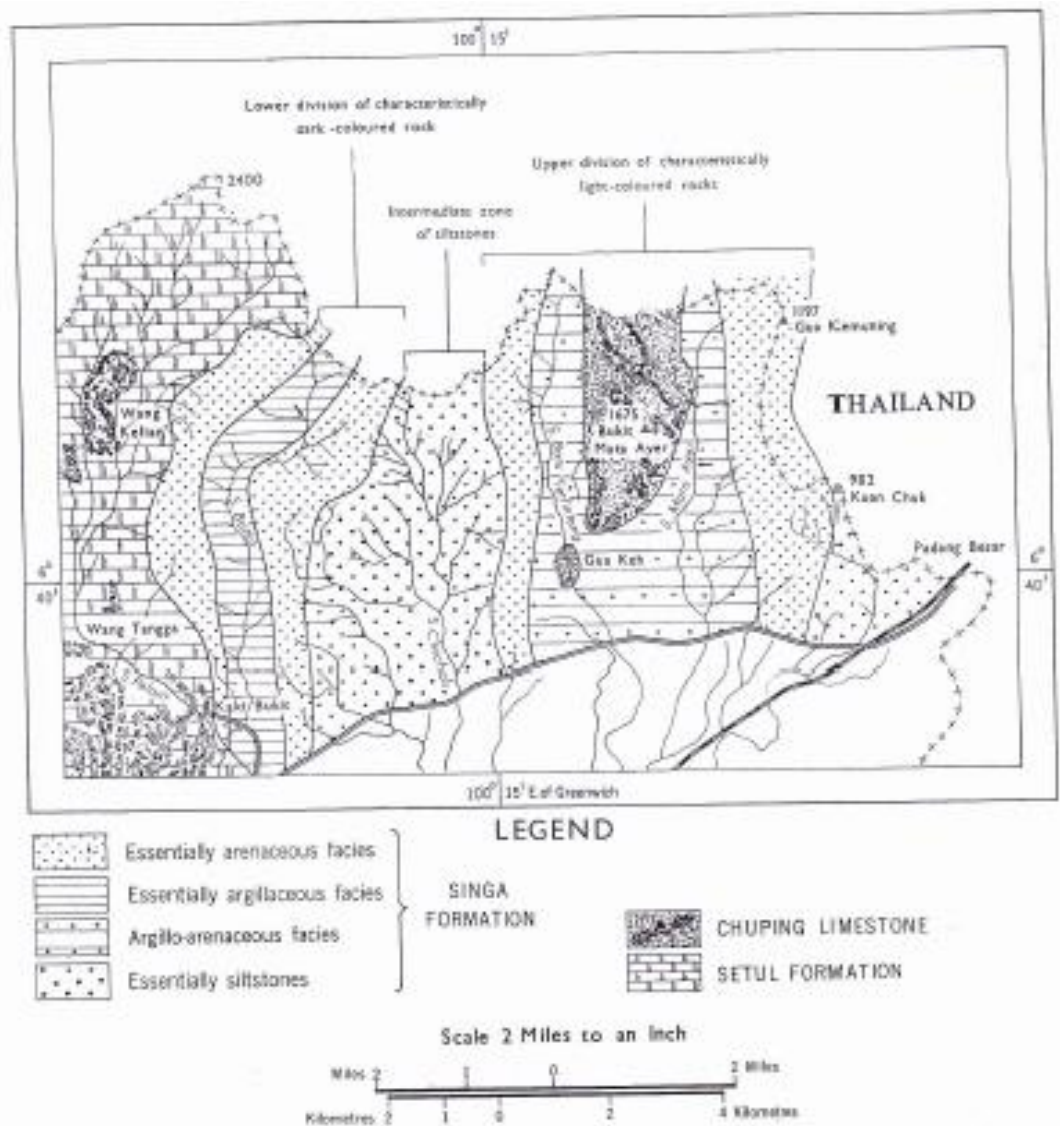 100° 15'
Lower division of characteristically
dark-coloured rock
Upper division of characteristically
light-coloured rocks
Intermediate zone
of siltstones
2400
1197
Gua Kemuning
THAILAND
Wang
Kelian
1675
Bukit
Mata Ayer
982
Kuan Chuk
Padang Besar
Gua Keh
6°
40'
6°
40'
Wang Tangga
Kaki Bukit
100° 15' E. of Greenwich
LEGEND
Essentially arenaceous facies
Essentially argillaceous facies
Argillo-arenaceous facies
Essentially siltstones
SINGA
FORMATION
CHUPING LIMESTONE
SETUL FORMATION
Scale 2 Miles to an Inch
Miles 2 1 0 2 Miles
Kilometres 2 1 0 2 4 Kilometres